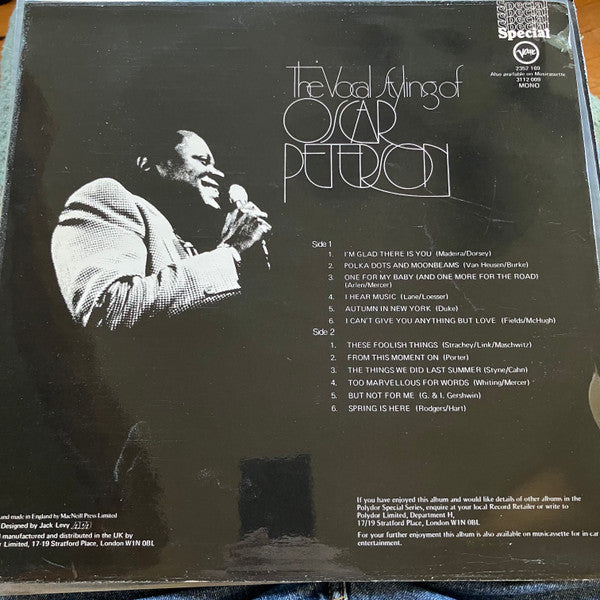 Special
Special
Special
Special
Verve
2352 169
Also available on Musicassette
3112 009
MONO
The Vocal Styling of
OSCAR
PETERSON
Side 1
1. I'M GLAD THERE IS YOU (Madeira/Dorsey)
2. POLKA DOTS AND MOONBEAMS (Van Heusen/Burke)
3. ONE FOR MY BABY (AND ONE MORE FOR THE ROAD)
(Arlen/Mercer)
4. I HEAR MUSIC (Lane/Loesser)
5. AUTUMN IN NEW YORK (Duke)
6. I CAN'T GIVE YOU ANYTHING BUT LOVE (Fields/McHugh)
Side 2
1. THESE FOOLISH THINGS (Strachey/Link/Maschwitz)
2. FROM THIS MOMENT ON (Porter)
3. THE THINGS WE DID LAST SUMMER (Styne/Cahn)
4. TOO MARVELLOUS FOR WORDS (Whiting/Mercer)
5. BUT NOT FOR ME (G. & I. Gershwin)
6. SPRING IS HERE (Rodgers/Hart)
and made in England by MacNeill Press Limited
Designed by Jack Levy
manufactured and distributed in the UK by
Limited, 17-19 Stratford Place, London W1N 0BL
If you have enjoyed this album and would like details of other albums in the
Polydor Special Series, enquire at your local Record Retailer or write to
Polydor Limited, Department H,
17/19 Stratford Place, London W1N 0BL
For your further enjoyment this album is also available on musicassette for in car
entertainment.